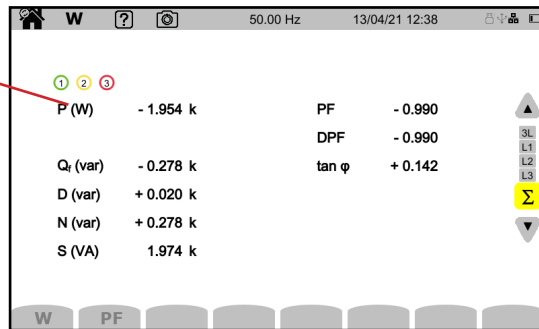 W ? 50.00 Hz 13/04/21 12:38
1 2 3
P (W) - 1.954 k PF - 0.990
DPF - 0.990
Qf (var) - 0.278 k tan φ + 0.142
D (var) + 0.020 k
N (var) + 0.278 k
S (VA) 1.974 k
3L
L1
L2
L3
Σ
W PF